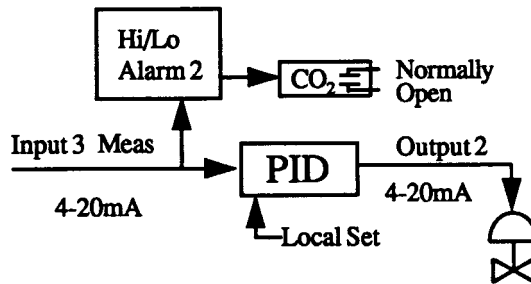 Hi/Lo
Alarm 2
CO2
Normally
Open
Input 3 Meas
PID
Output 2
4-20mA
4-20mA
Local Set